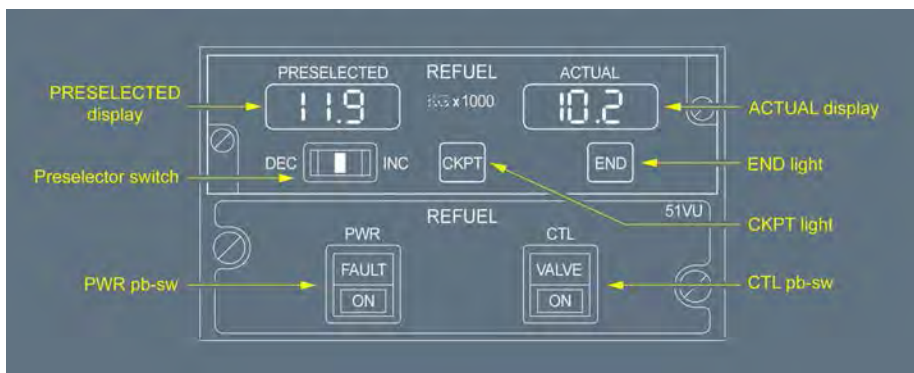 PRESELECTED REFUEL ACTUAL
PRESELECTED display
11.9 x1000 10.2
ACTUAL display
DEC INC CKPT END
END light
Preselector switch
CKPT light
REFUEL 51VU
PWR CTL
PWR pb-sw
FAULT VALVE
CTL pb-sw
ON ON